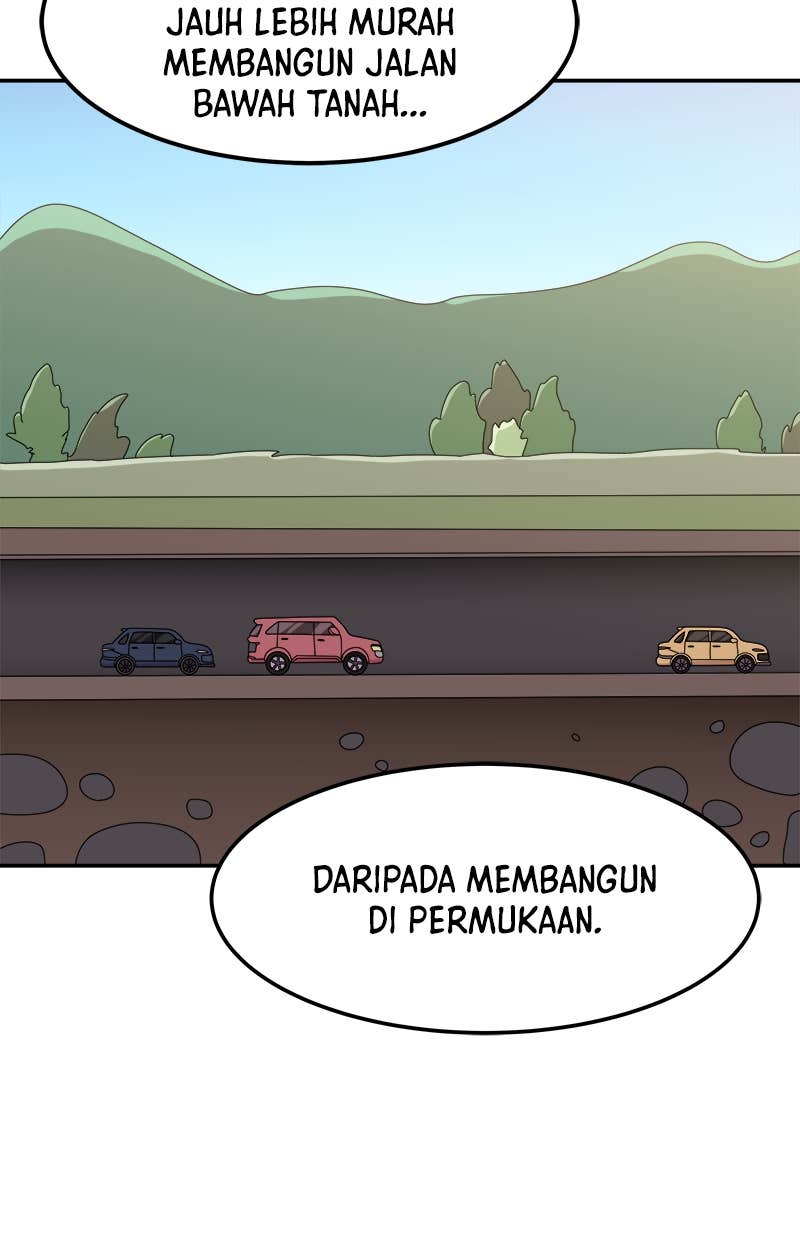 JAUH LEBIH MURAH
MEMBANGUN JALAN
BAWAH TANAH...
DARIPADA MEMBANGUN
DI PERMUKAAN.